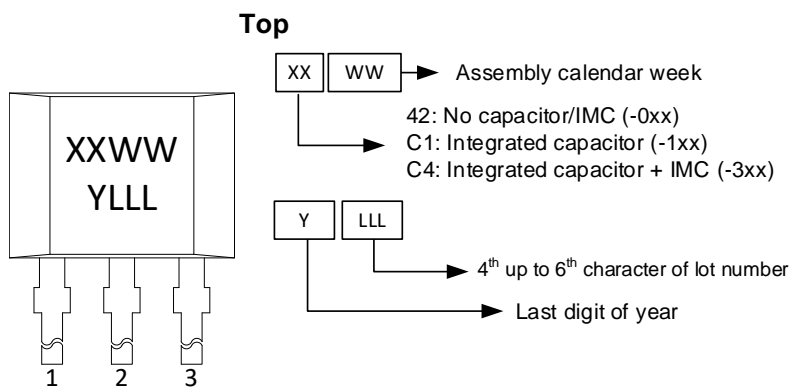 Top
XX WW Assembly calendar week
42: No capacitor/IMC (-0xx)
C1: Integrated capacitor (-1xx)
C4: Integrated capacitor + IMC (-3xx)
XXWW
YLLL
Y LLL
4th up to 6th character of lot number
Last digit of year
1 2 3